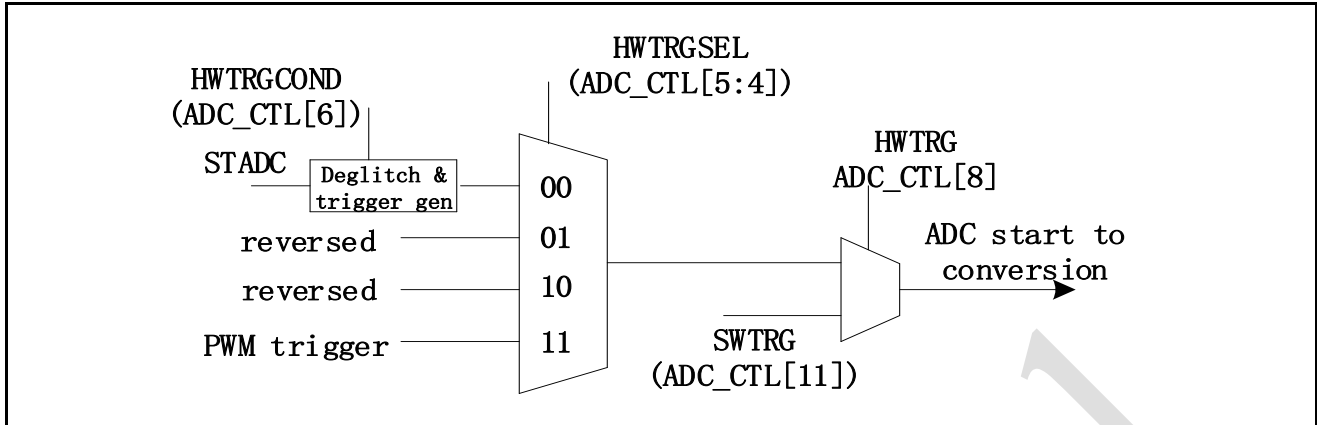 HWTRGSEL
(ADC_CTL[5:4])
HWTRGCOND
(ADC_CTL[6])
STADC
Deglitch &
trigger gen
00
reversed
01
reversed
10
PWM trigger
11
HWTRG
ADC_CTL[8]
ADC start to
conversion
SWTRG
(ADC_CTL[11])